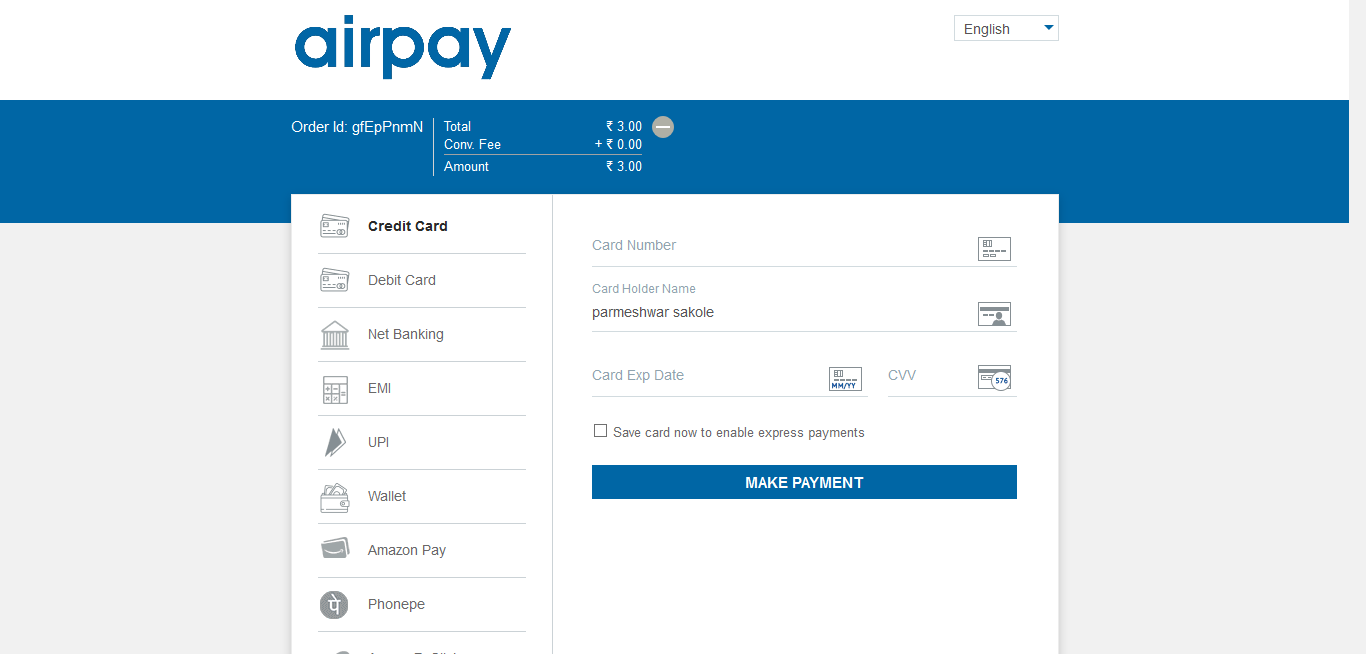 airpay
English
Order Id: gfEpPnmN
Total ₹ 3.00
Conv. Fee + ₹ 0.00
Amount ₹ 3.00
Credit Card
Debit Card
Net Banking
EMI
UPI
Wallet
Amazon Pay
Phonepe
Card Number
Card Holder Name
parmeshwar sakole
Card Exp Date
MM/YY
CVV
576
Save card now to enable express payments
MAKE PAYMENT